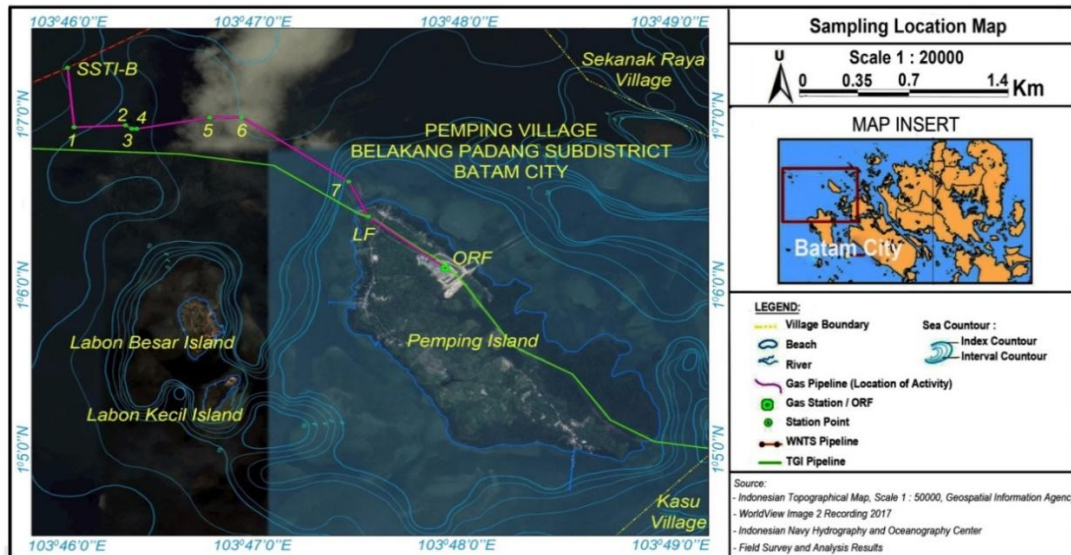 103°46'0"E 103°47'0"E 103°48'0"E 103°49'0"E
SSTI-B
Sekanak Raya
Village
1°7'0"N
1°7'0"N
1
2
3
4
5
6
PEMPING VILLAGE
BELAKANG PADANG SUBDISTRICT
BATAM CITY
7
LF
ORF
1°6'0"N
1°6'0"N
Labon Besar Island
Pemping Island
Labon Kecil Island
1°5'0"N
1°5'0"N
Kasu
Village
103°46'0"E 103°47'0"E 103°48'0"E 103°49'0"E
Sampling Location Map
U
Scale 1 : 20000
0 0.35 0.7 1.4 Km
MAP INSERT
Batam City
LEGEND:
Village Boundary
Beach
River
Gas Pipeline (Location of Activity)
Gas Station / ORF
Station Point
WNTS Pipeline
TGI Pipeline
Sea Countour :
Index Countour
Interval Countour
Source:
- Indonesian Topographical Map, Scale 1 : 50000, Geospatial Information Agenc
- WorldView Image 2 Recording 2017
- Indonesian Navy Hydrography and Oceanography Center
- Field Survey and Analysis Results